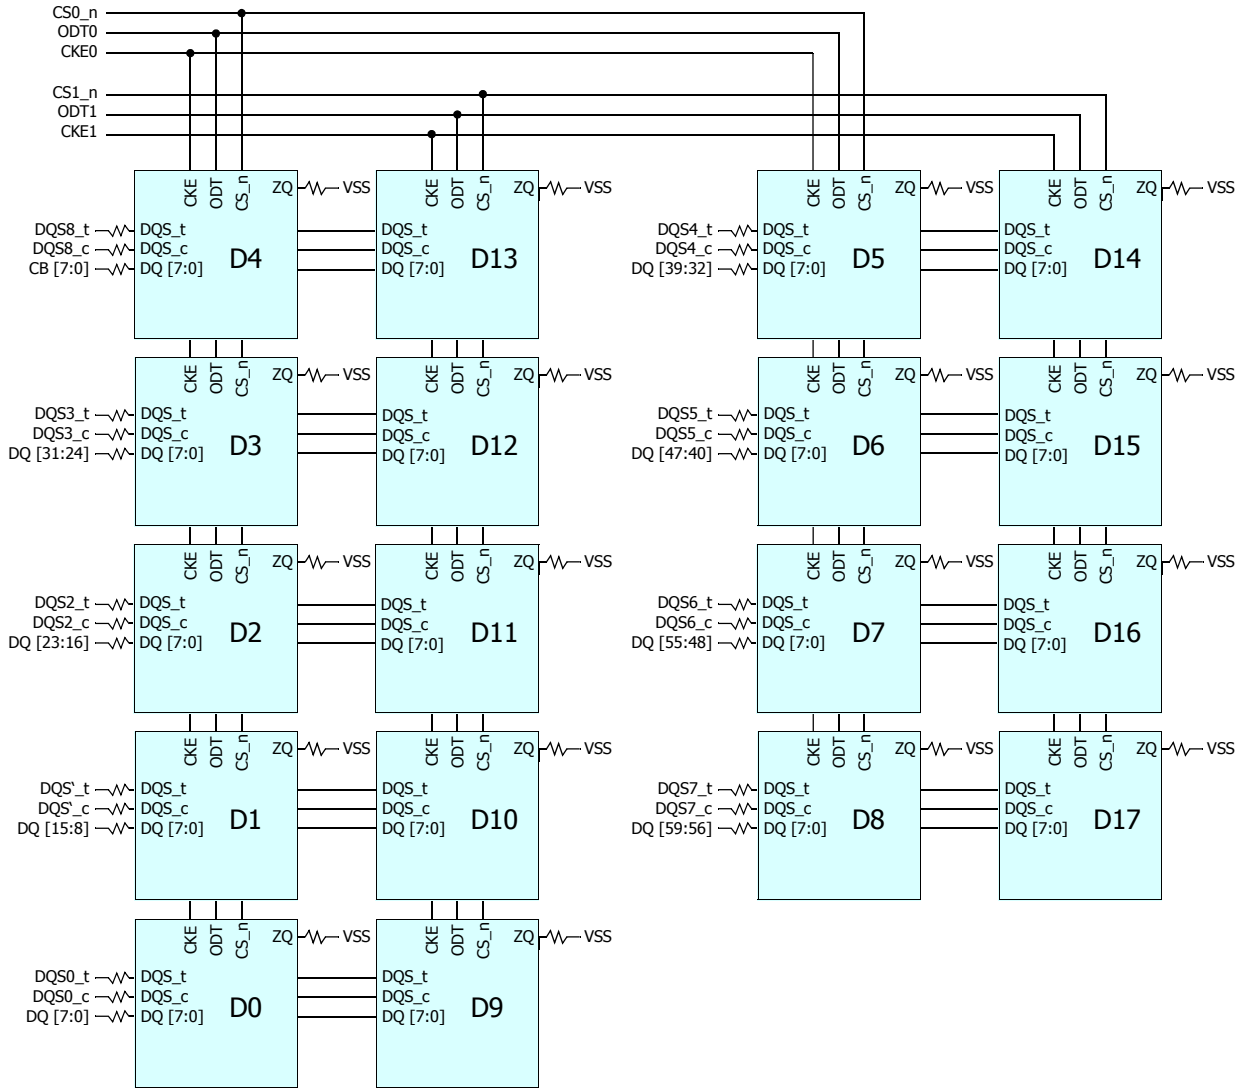 CS0_n
ODT0
CKE0
CS1_n
ODT1
CKE1
CKE ODT CS_n ZQ VSS CKE ODT CS_n ZQ VSS CKE ODT CS_n ZQ VSS CKE ODT CS_n ZQ VSS
DQS8_t DQS_t DQS_t DQS4_t DQS_t DQS_t
DQS8_c DQS_c D4 DQS_c D13 DQS4_c DQS_c D5 DQS_c D14
CB [7:0] DQ [7:0] DQ [7:0] DQ [39:32] DQ [7:0] DQ [7:0]
CKE ODT CS_n ZQ VSS CKE ODT CS_n ZQ VSS CKE ODT CS_n ZQ VSS CKE ODT CS_n ZQ VSS
DQS3_t DQS_t DQS_t DQS5_t DQS_t DQS_t
DQS3_c DQS_c D3 DQS_c D12 DQS5_c DQS_c D6 DQS_c D15
DQ [31:24] DQ [7:0] DQ [7:0] DQ [47:40] DQ [7:0] DQ [7:0]
CKE ODT CS_n ZQ VSS CKE ODT CS_n ZQ VSS CKE ODT CS_n ZQ VSS CKE ODT CS_n ZQ VSS
DQS2_t DQS_t DQS_t DQS6_t DQS_t DQS_t
DQS2_c DQS_c D2 DQS_c D11 DQS6_c DQS_c D7 DQS_c D16
DQ [23:16] DQ [7:0] DQ [7:0] DQ [55:48] DQ [7:0] DQ [7:0]
CKE ODT CS_n ZQ VSS CKE ODT CS_n ZQ VSS CKE ODT CS_n ZQ VSS CKE ODT CS_n ZQ VSS
DQS‵_t DQS_t DQS_t DQS7_t DQS_t DQS_t
DQS‵_c DQS_c D1 DQS_c D10 DQS7_c DQS_c D8 DQS_c D17
DQ [15:8] DQ [7:0] DQ [7:0] DQ [59:56] DQ [7:0] DQ [7:0]
CKE ODT CS_n ZQ VSS CKE ODT CS_n ZQ VSS
DQS0_t DQS_t DQS_t
DQS0_c DQS_c D0 DQS_c D9
DQ [7:0] DQ [7:0] DQ [7:0]